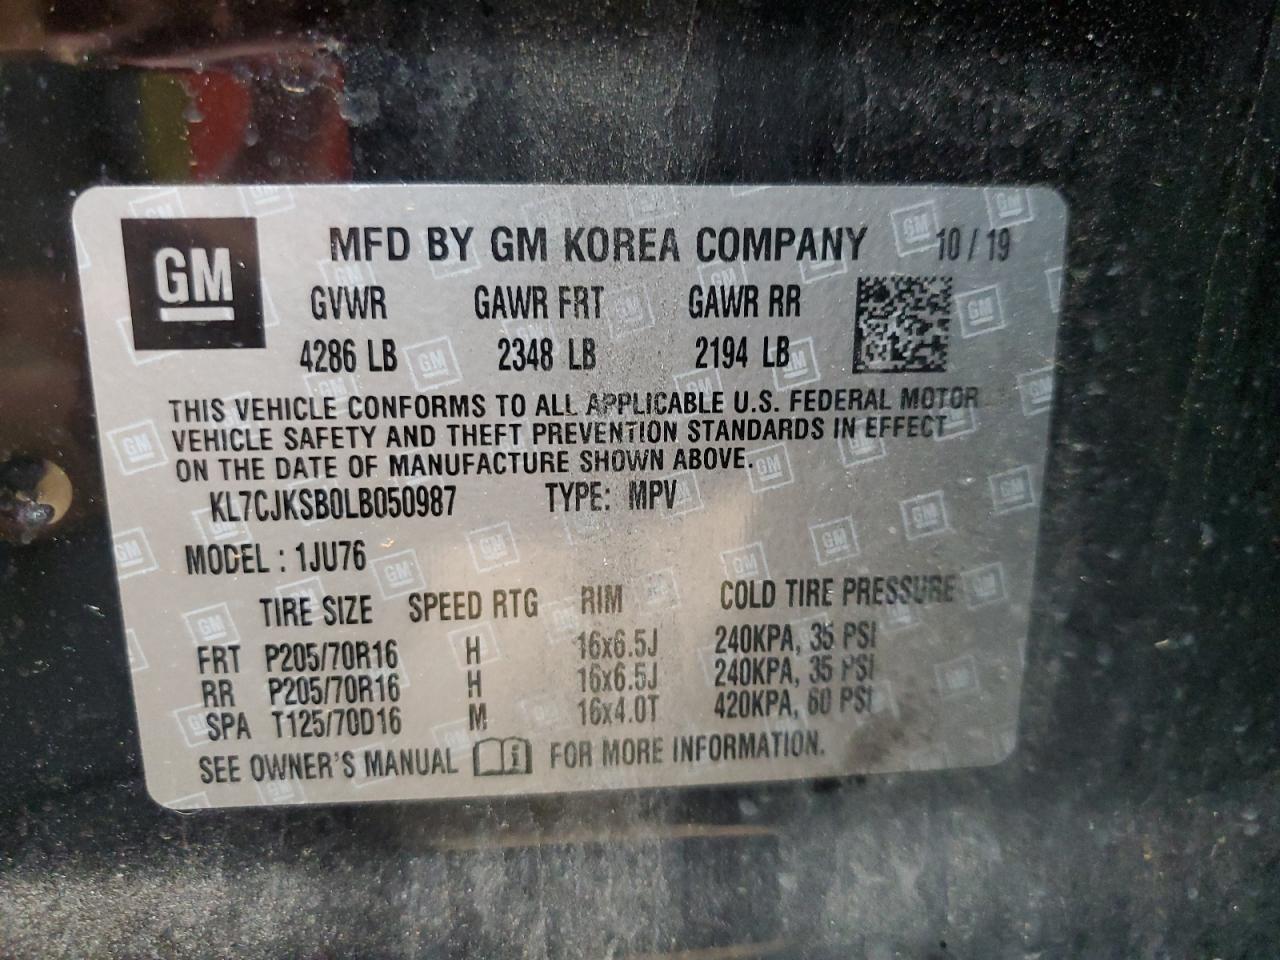 GM
MFD BY GM KOREA COMPANY 10 / 19
GVWR GAWR FRT GAWR RR
4286 LB 2348 LB 2194 LB
THIS VEHICLE CONFORMS TO ALL APPLICABLE U.S. FEDERAL MOTOR
VEHICLE SAFETY AND THEFT PREVENTION STANDARDS IN EFFECT
ON THE DATE OF MANUFACTURE SHOWN ABOVE.
KL7CJKSB0LB050987 TYPE: MPV
MODEL : 1JU76
TIRE SIZE SPEED RTG RIM COLD TIRE PRESSURE
FRT P205/70R16 H 16x6.5J 240KPA, 35 PSI
RR P205/70R16 H 16x6.5J 240KPA, 35 PSI
SPA T125/70D16 M 16x4.0T 420KPA, 60 PSI
SEE OWNER'S MANUAL FOR MORE INFORMATION.